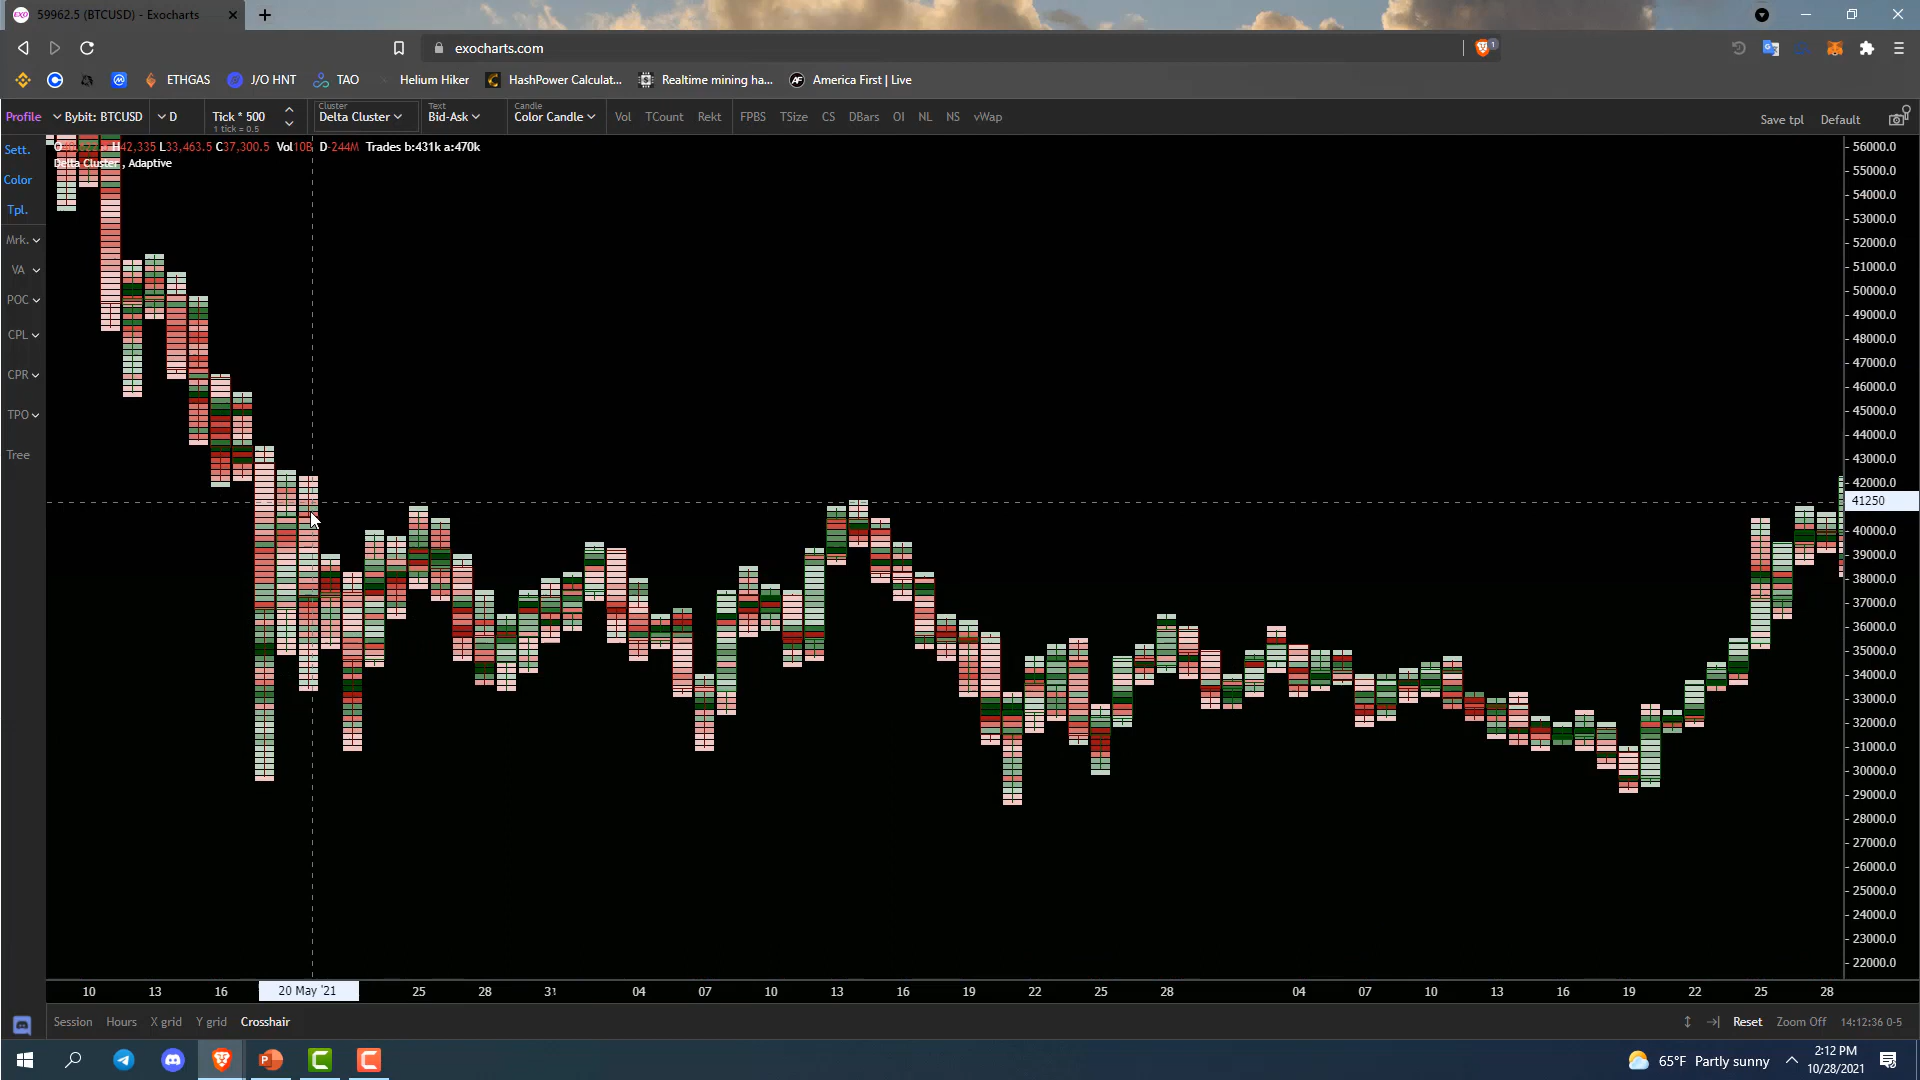 59962.5 (BTCUSD) - Exocharts
exocharts.com
1
ETHGAS
J/O HNT
TAO
Helium Hiker
HashPower Calculat...
Realtime mining ha...
America First | Live
Profile
Bybit: BTCUSD
D
Tick * 500
1 tick = 0.5
Cluster
Delta Cluster
Text
Bid-Ask
Candle
Color Candle
Vol
TCount
Rekt
FPBS
TSize
CS
DBars
OI
NL
NS
vWap
Save tpl
Default
H42,335 L33,463.5 C37,300.5 Vol10B D-244M Trades b:431k a:470k
Delta Cluster , Adaptive
Sett.
Color
Tpl.
Mrk.
VA
POC
CPL
CPR
TPO
Tree
56000.0
55000.0
54000.0
53000.0
52000.0
51000.0
50000.0
49000.0
48000.0
47000.0
46000.0
45000.0
44000.0
43000.0
42000.0
41250
40000.0
39000.0
38000.0
37000.0
36000.0
35000.0
34000.0
33000.0
32000.0
31000.0
30000.0
29000.0
28000.0
27000.0
26000.0
25000.0
24000.0
23000.0
22000.0
10 13 16 20 May '21 25 28 31 04 07 10 13 16 19 22 25 28 04 07 10 13 16 19 22 25 28
Session
Hours
X grid
Y grid
Crosshair
Reset
Zoom Off
14:12:36 0-5
65°F Partly sunny
2:12 PM
10/28/2021